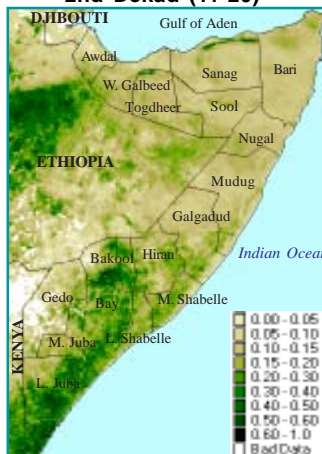 2nd Dekad (11-20)
DJIBOUTI
Gulf of Aden
Awdal
Sanag
Bari
W. Galbeed
Togdheer
Sool
Nugal
ETHIOPIA
Mudug
Galgadud
Indian Ocean
Bakool
Hiran
Gedo
Bay
M. Shabelle
KENYA
M. Juba
L. Shabelle
L. Juba
0.00-0.05
0.05-0.10
0.10-0.15
0.15-0.20
0.20-0.30
0.30-0.40
0.40-0.50
0.50-0.60
0.60-1.0
Bad Data